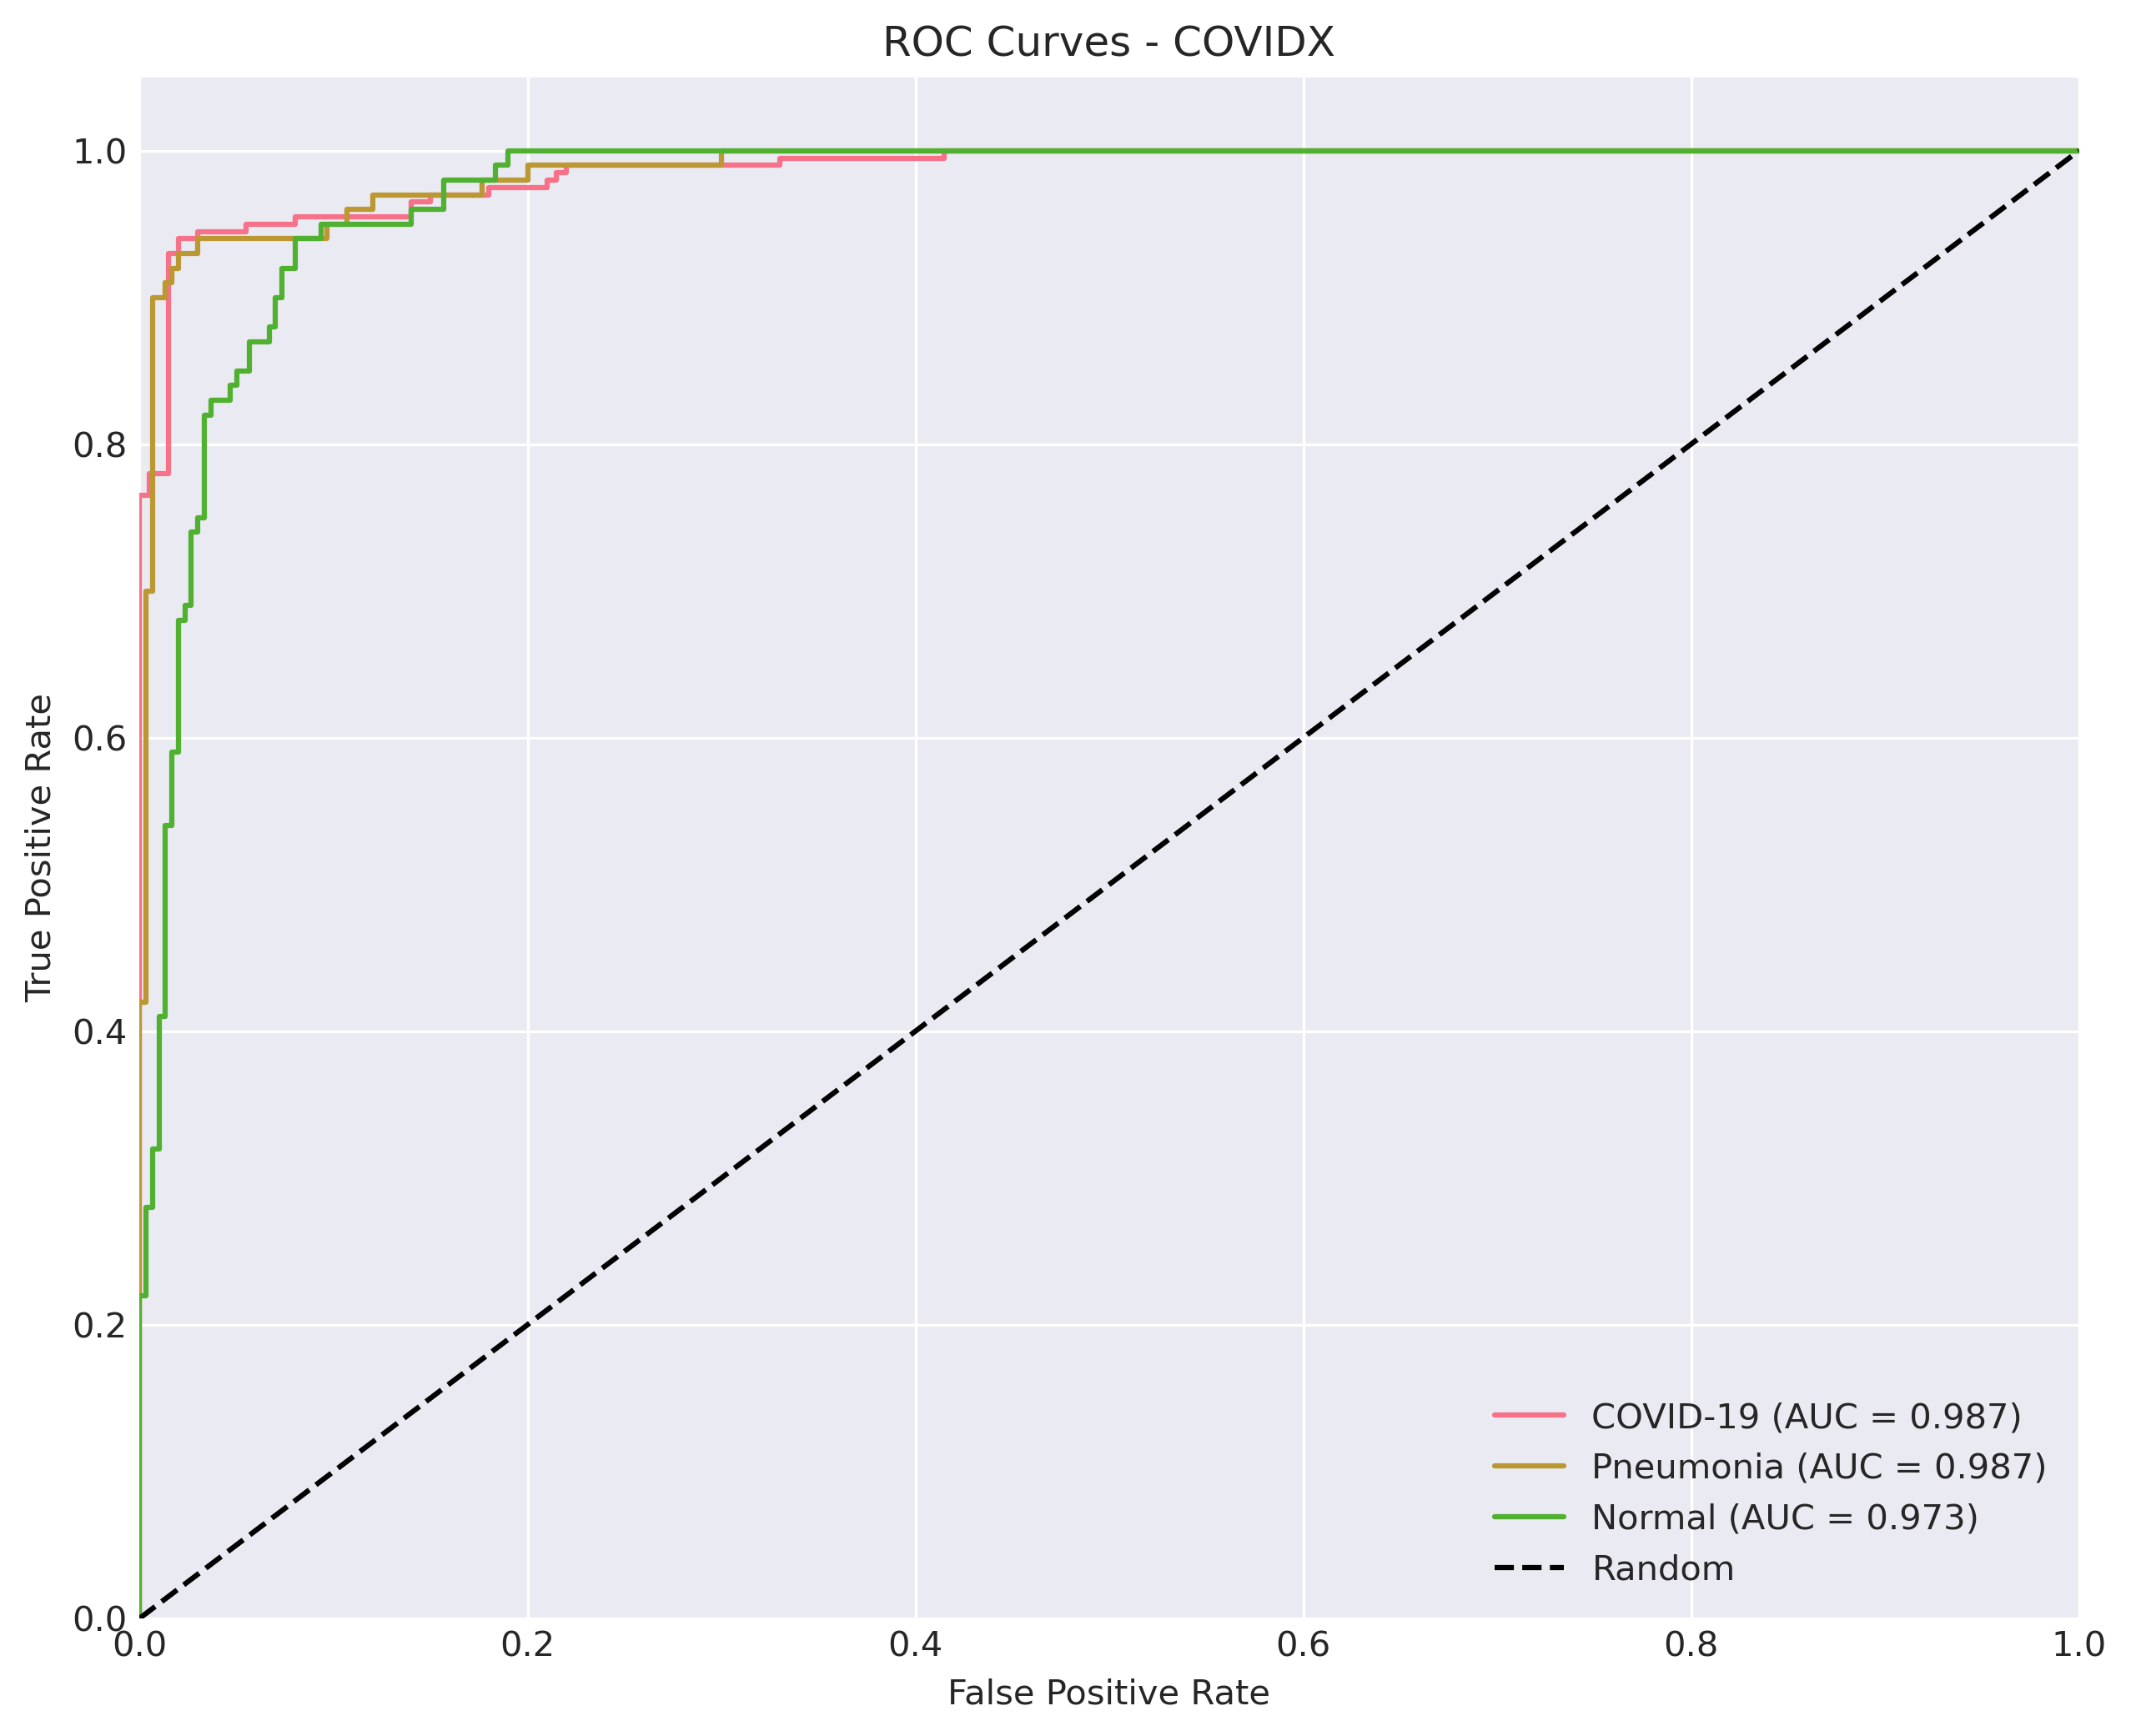 ROC Curves - COVIDX
True Positive Rate
1.0
0.8
0.6
0.4
0.2
0.0
COVID-19 (AUC = 0.987)
Pneumonia (AUC = 0.987)
Normal (AUC = 0.973)
Random
0.0 0.2 0.4 0.6 0.8 1.0
False Positive Rate